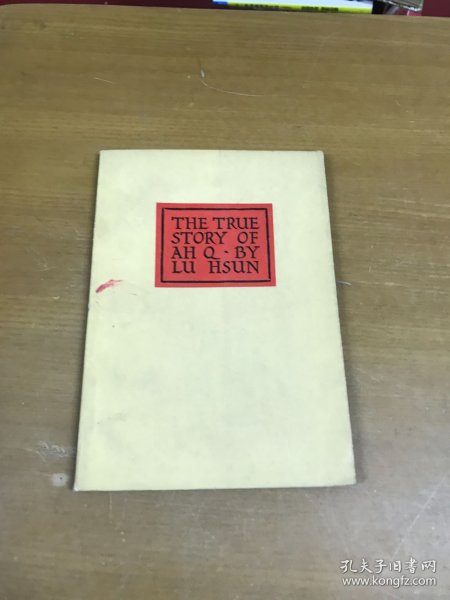 THE TRUE
STORY OF
AH Q · BY
LU HSUN
孔夫子旧书网
www.kongfz.com